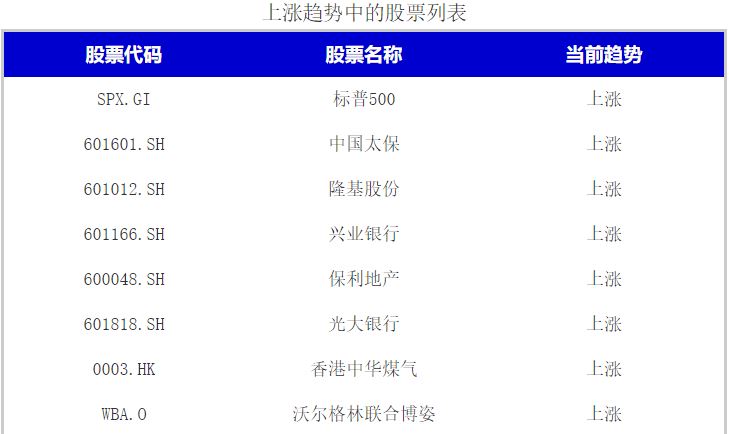 上涨趋势中的股票列表
股票代码 股票名称 当前趋势
SPX.GI 标普500 上涨
601601.SH 中国太保 上涨
601012.SH 隆基股份 上涨
601166.SH 兴业银行 上涨
600048.SH 保利地产 上涨
601818.SH 光大银行 上涨
0003.HK 香港中华煤气 上涨
WBA.O 沃尔格林联合博姿 上涨